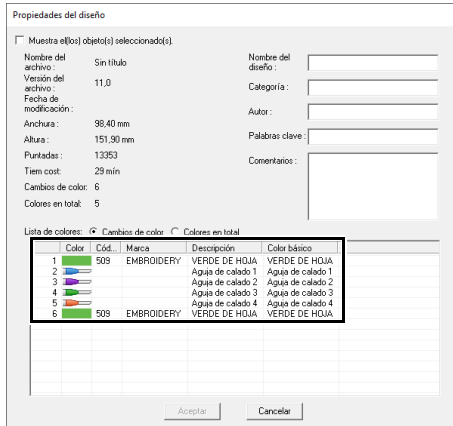 Propiedades del diseño
Muestra el(los) objeto(s) seleccionado(s).
Nombre del archivo : Sin título
Versión del archivo : 11,0
Fecha de modificación :
Anchura : 98,40 mm
Altura : 151,90 mm
Puntadas : 13353
Tiem cost: 29 min
Cambios de color: 6
Colores en total: 5
Nombre del diseño :
Categoría :
Autor :
Palabras clave :
Comentarios :
Lista de colores: Cambios de color Colores en total
Color Cód... Marca Descripción Color básico
1 509 EMBROIDERY VERDE DE HOJA VERDE DE HOJA
2 Aguja de calado 1 Aguja de calado 1
3 Aguja de calado 2 Aguja de calado 2
4 Aguja de calado 3 Aguja de calado 3
5 Aguja de calado 4 Aguja de calado 4
6 509 EMBROIDERY VERDE DE HOJA VERDE DE HOJA
Aceptar Cancelar